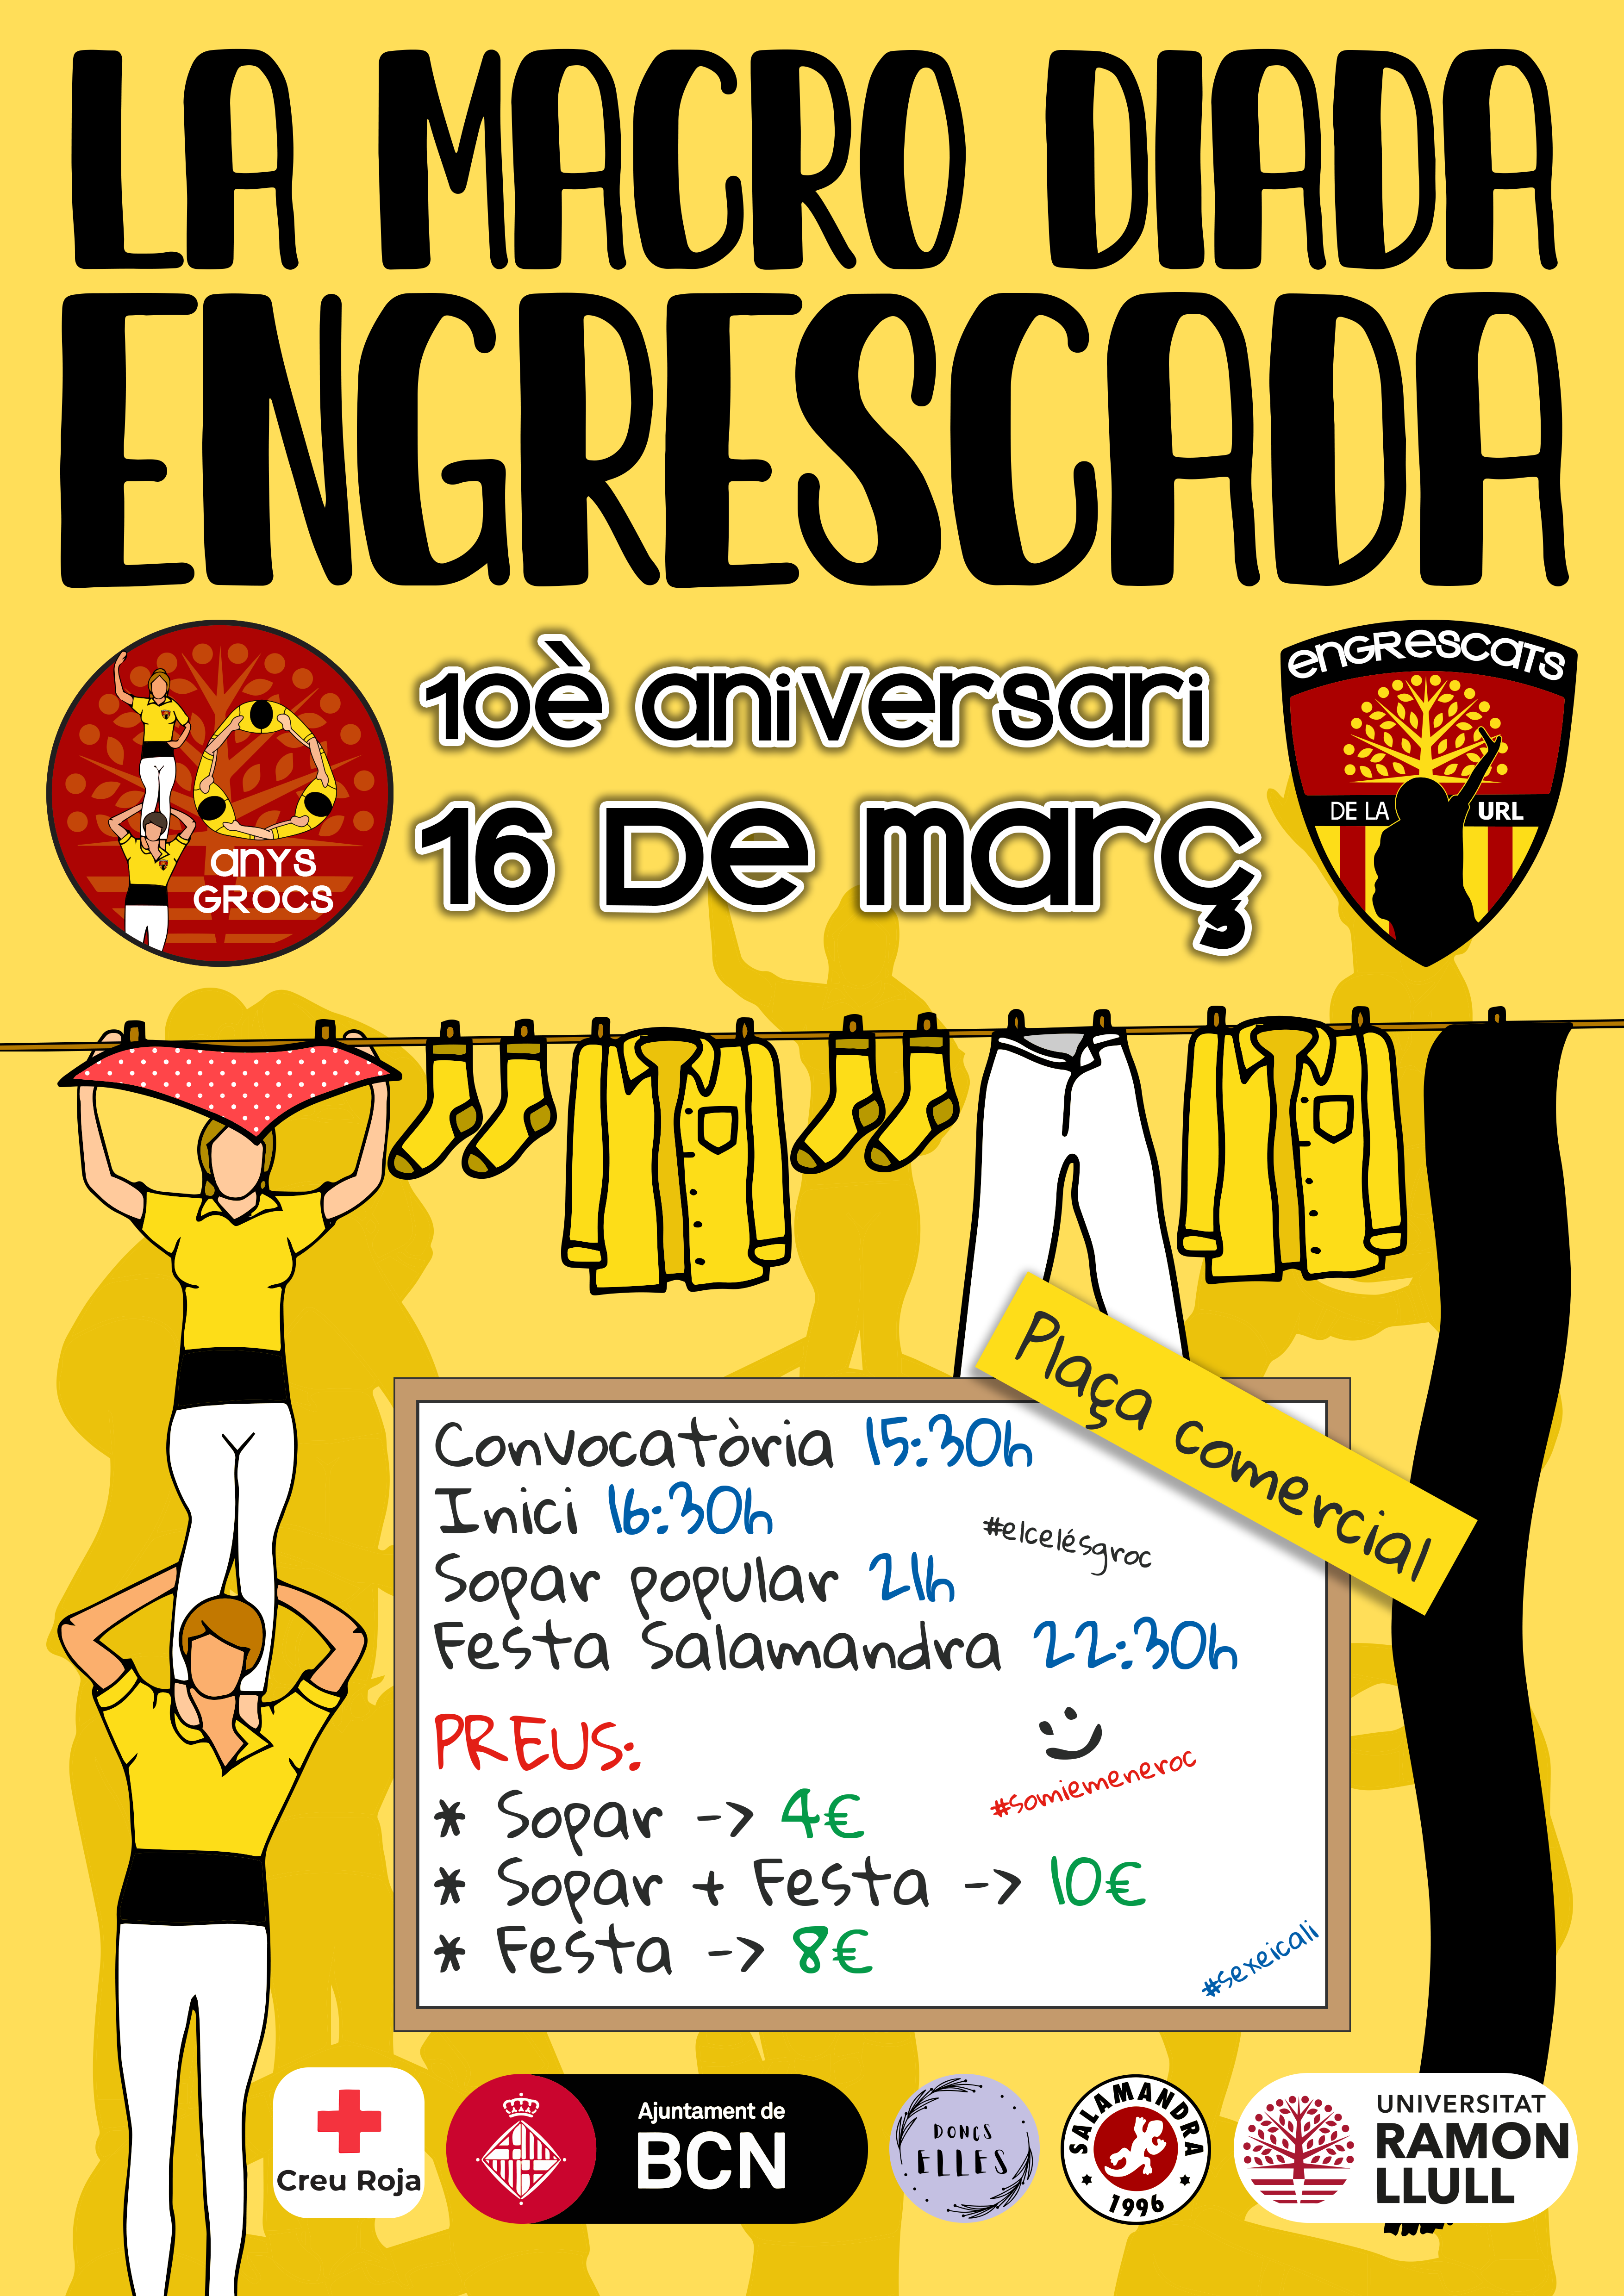 LA MACRO DIADA
ENGRESCADA
10è aniversari
16 De març
anys
GROCS
enGRescaTs
DE LA URL
Plaça comercial
Convocatòria 15:30h
Inici 16:30h
Sopar popular 21h
Festa Salamandra 22:30h
#elcelésgroc
PREUS:
#somiemeneroc
* Sopar -> 4€
* Sopar + Festa -> 10€
* Festa -> 8€
#sexeicali
Creu Roja
Ajuntament de
BCN
DONCS
ELLES
SALAMANDRA
1996
UNIVERSITAT
RAMON
LLULL